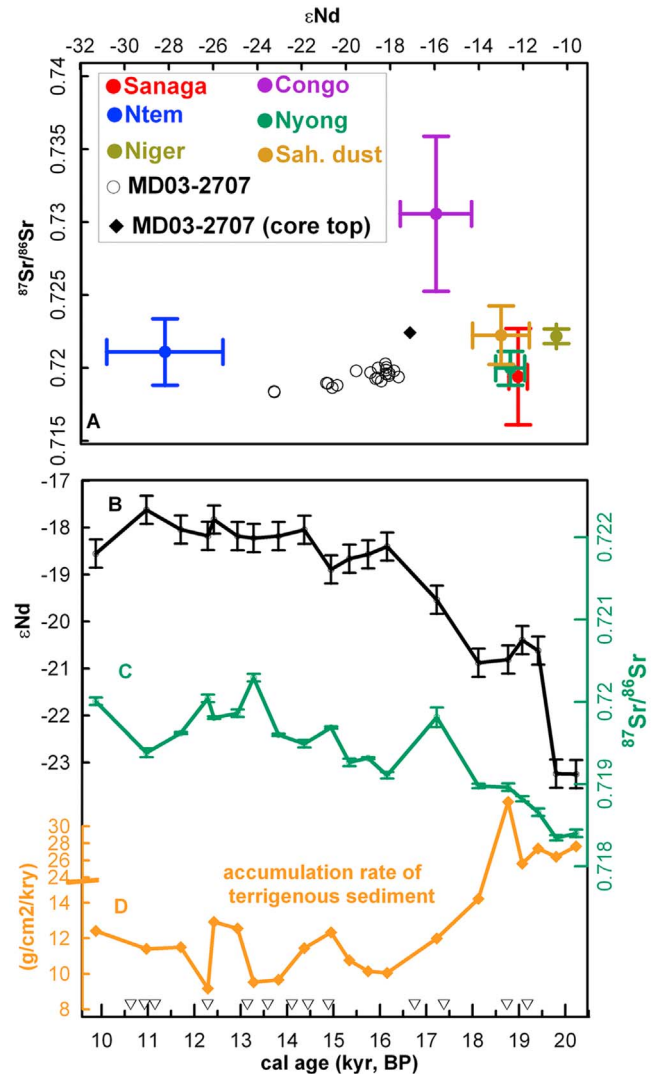 εNd
-32 -30 -28 -26 -24 -22 -20 -18 -16 -14 -12 -10
0.74
0.735
0.73
0.725
0.72
0.715
87Sr/86Sr
Sanaga
Congo
Ntem
Nyong
Niger
Sah. dust
MD03-2707
MD03-2707 (core top)
A
-17
-18
-19
-20
-21
-22
-23
εNd
B
0.722
0.721
0.72
0.719
0.718
87Sr/86Sr
C
30
28
26
24
14
12
10
8
(g/cm2/kry)
D
accumulation rate of
terrigenous sediment
10 11 12 13 14 15 16 17 18 19 20
cal age (kyr, BP)